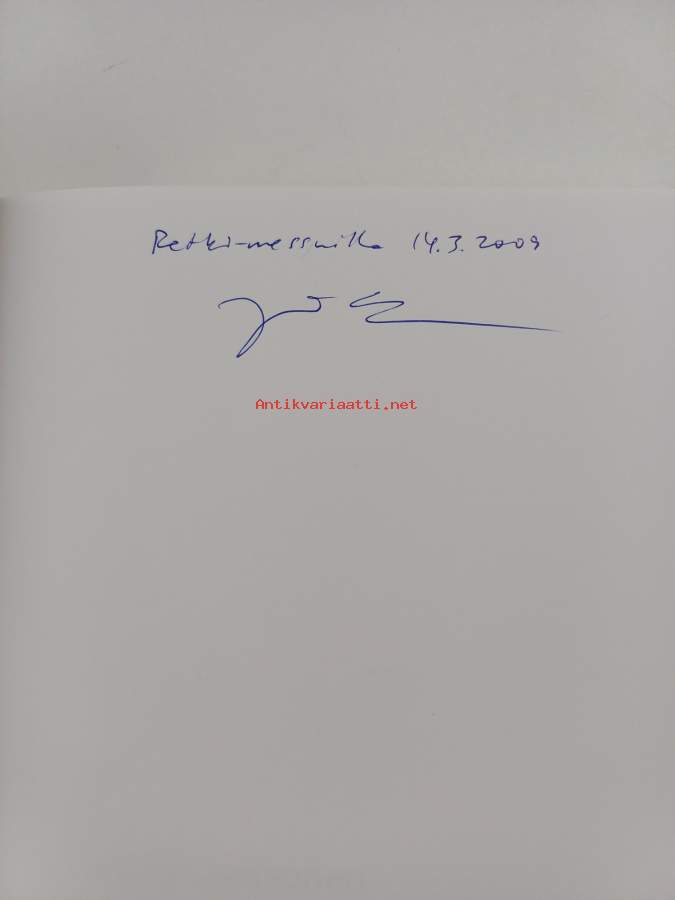 Retki-messuilla 14.3.2009
Antikvariaatti.net